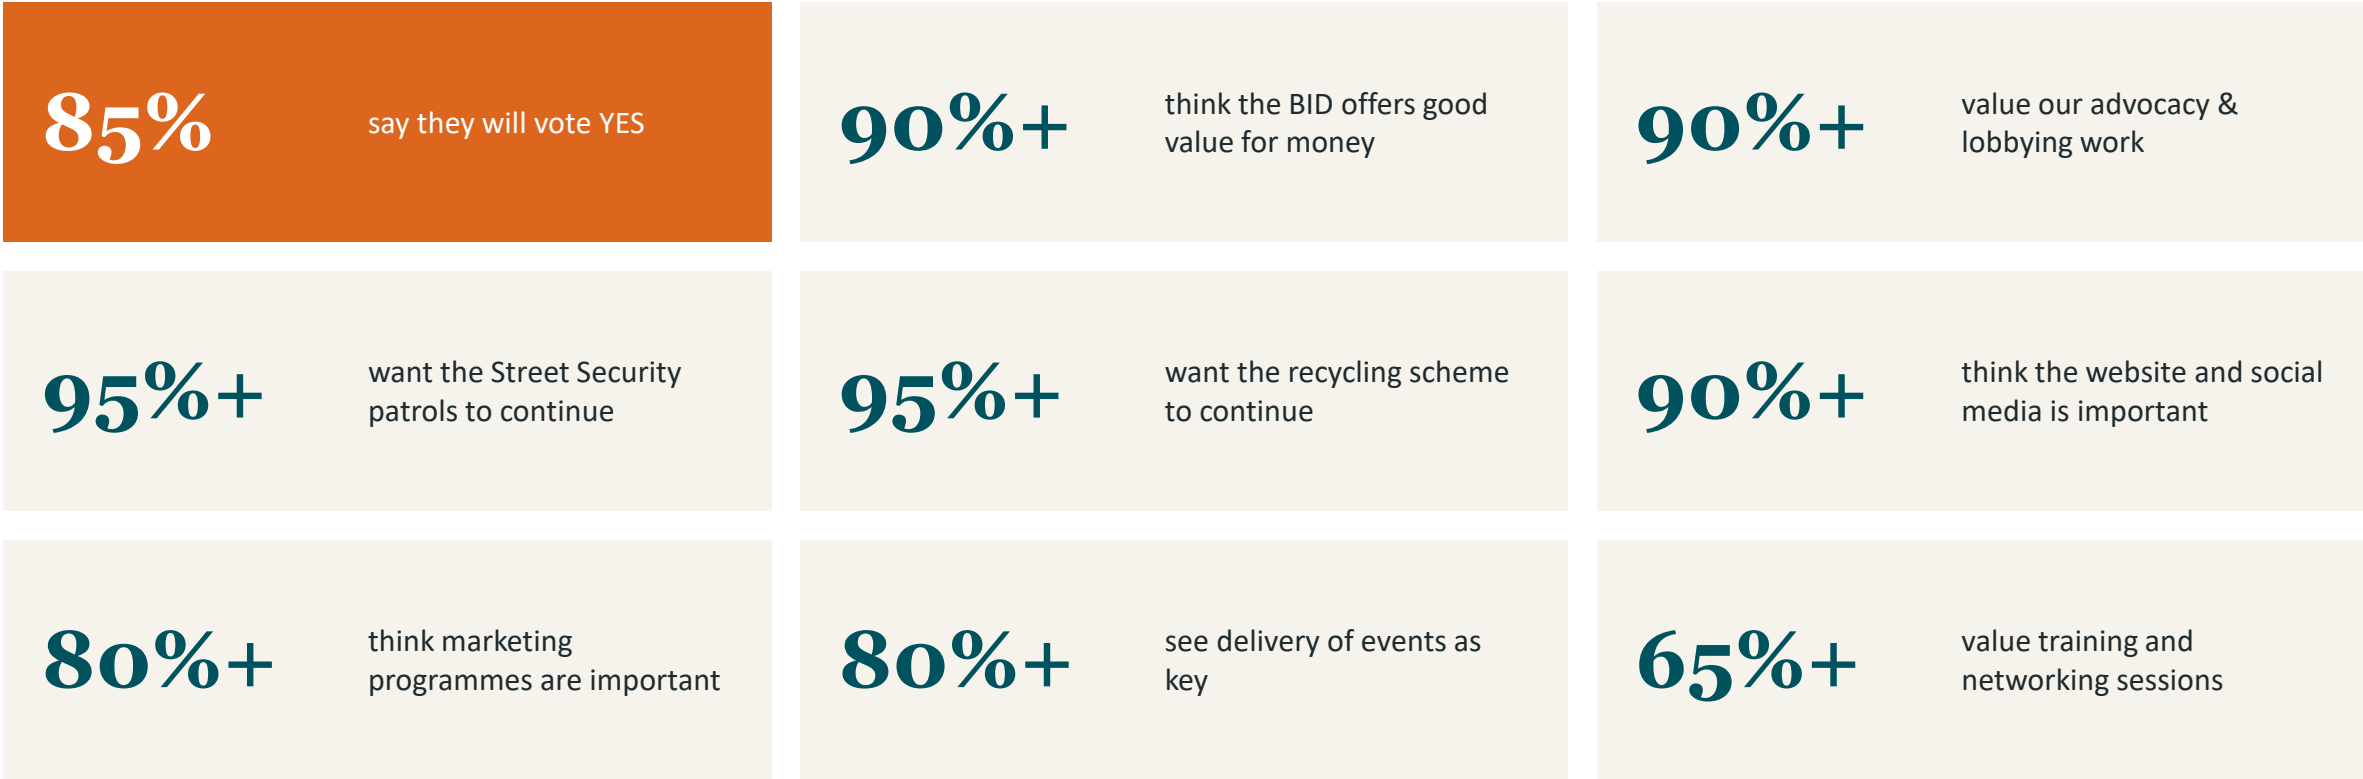 85%
say they will vote YES
90%+
think the BID offers good
value for money
90%+
value our advocacy &
lobbying work
95%+
want the Street Security
patrols to continue
95%+
want the recycling scheme
to continue
90%+
think the website and social
media is important
80%+
think marketing
programmes are important
80%+
see delivery of events as
key
65%+
value training and
networking sessions